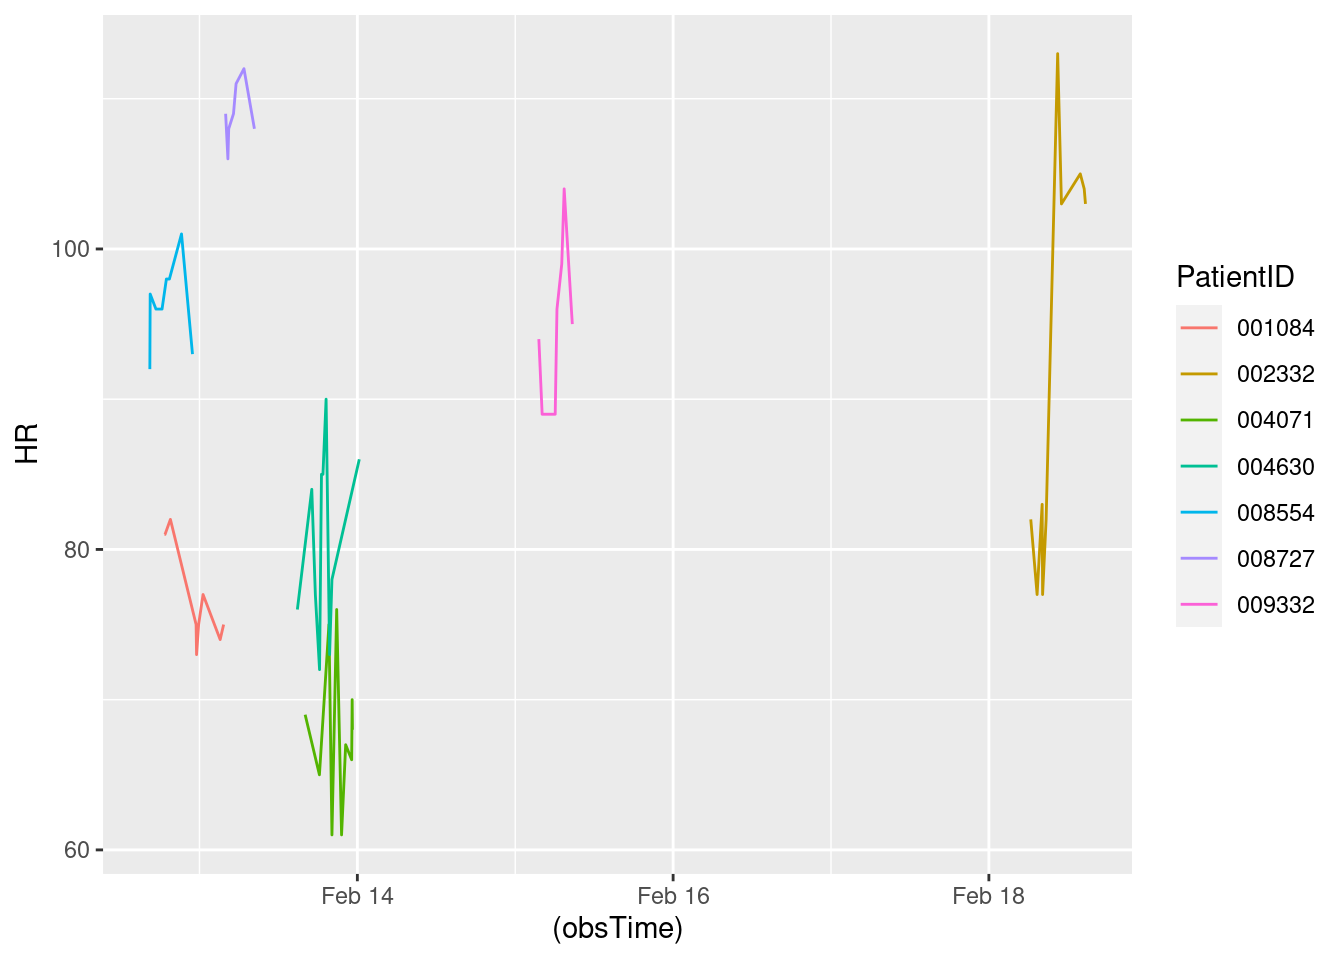 HR
100
80
60
Feb 14
Feb 16
Feb 18
(obsTime)
PatientID
001084
002332
004071
004630
008554
008727
009332